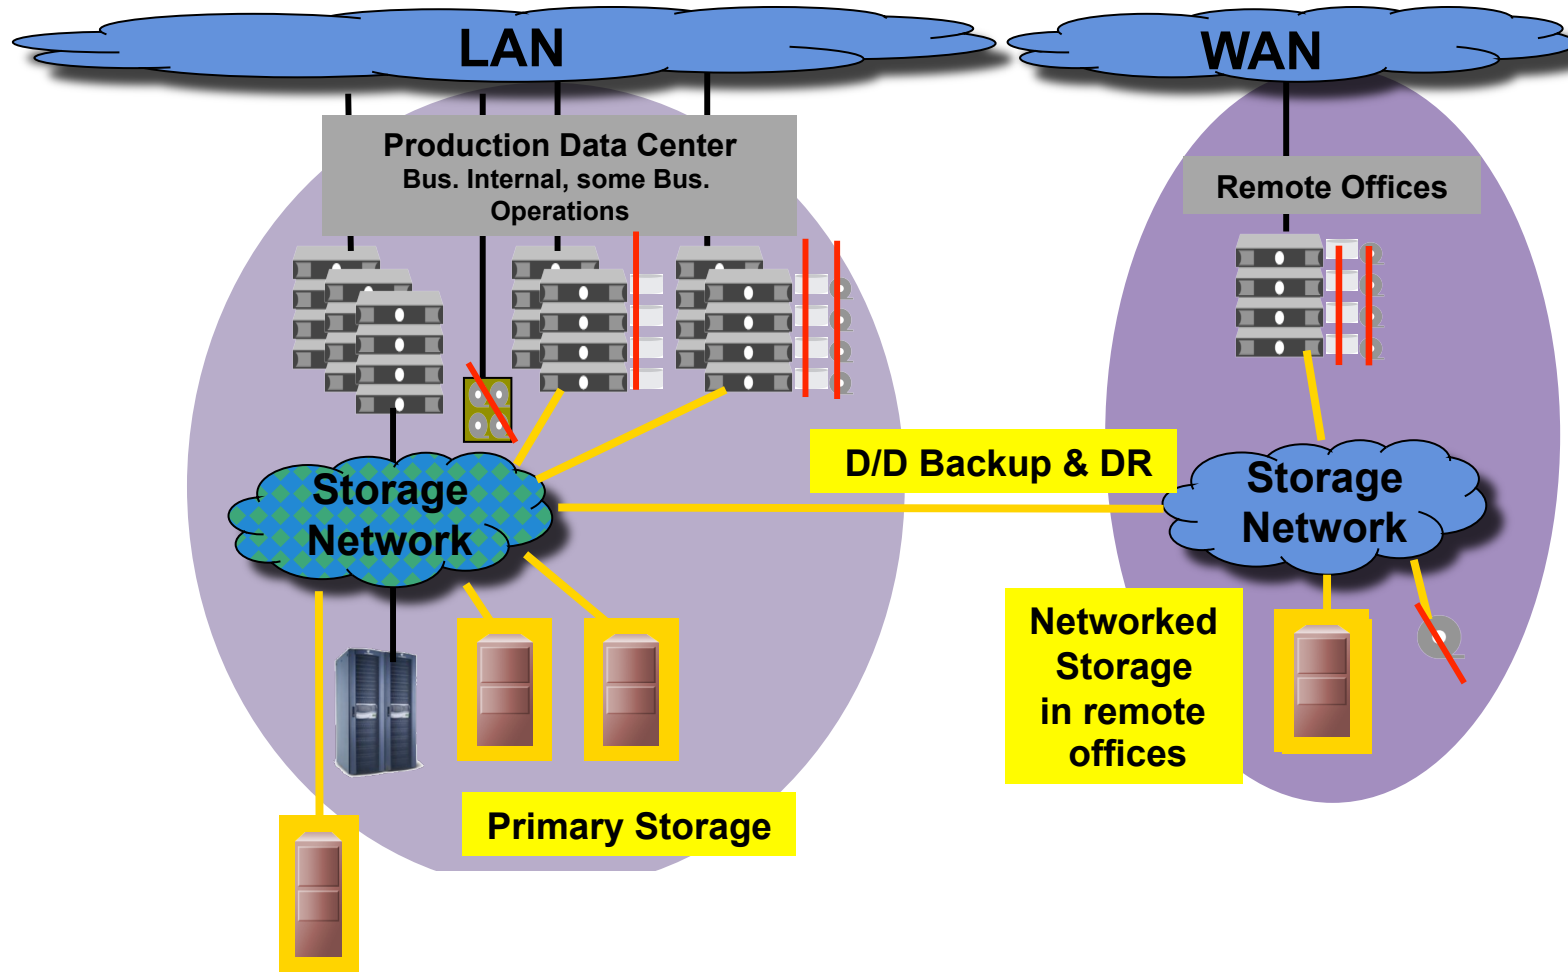 LAN
WAN
Production Data Center
Bus. Internal, some Bus.
Operations
Remote Offices
D/D Backup & DR
Storage
Network
Storage
Network
Networked
Storage
in remote
offices
Primary Storage